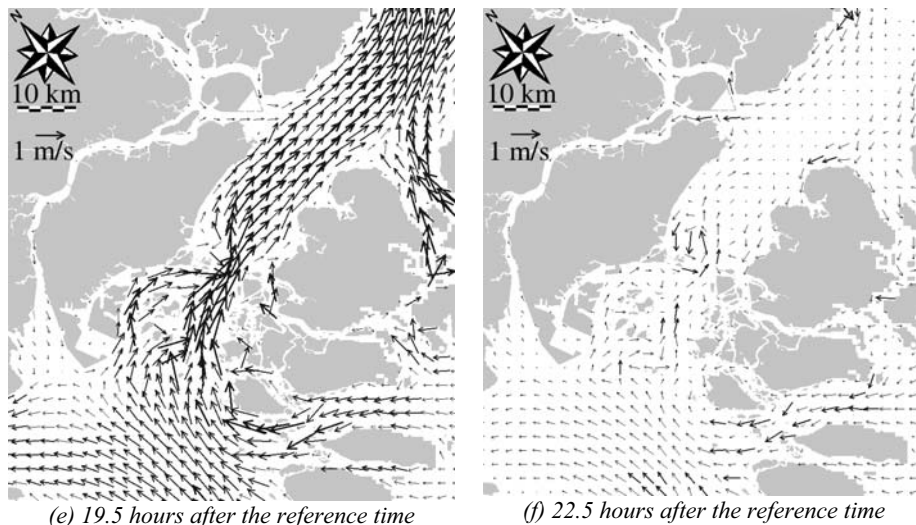 N
10 km
1 m/s
(e) 19.5 hours after the reference time
N
10 km
1 m/s
(f) 22.5 hours after the reference time